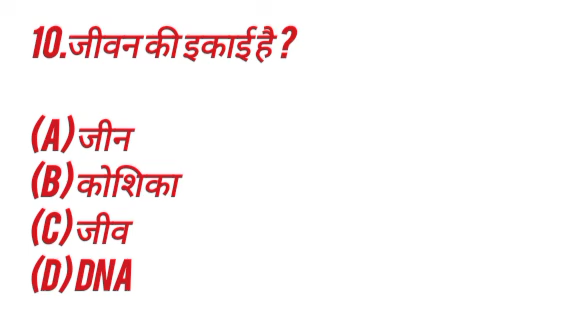 10.जीवन की इकाई है ?
(A) जीन
(B) कोशिका
(C) जीव
(D) DNA